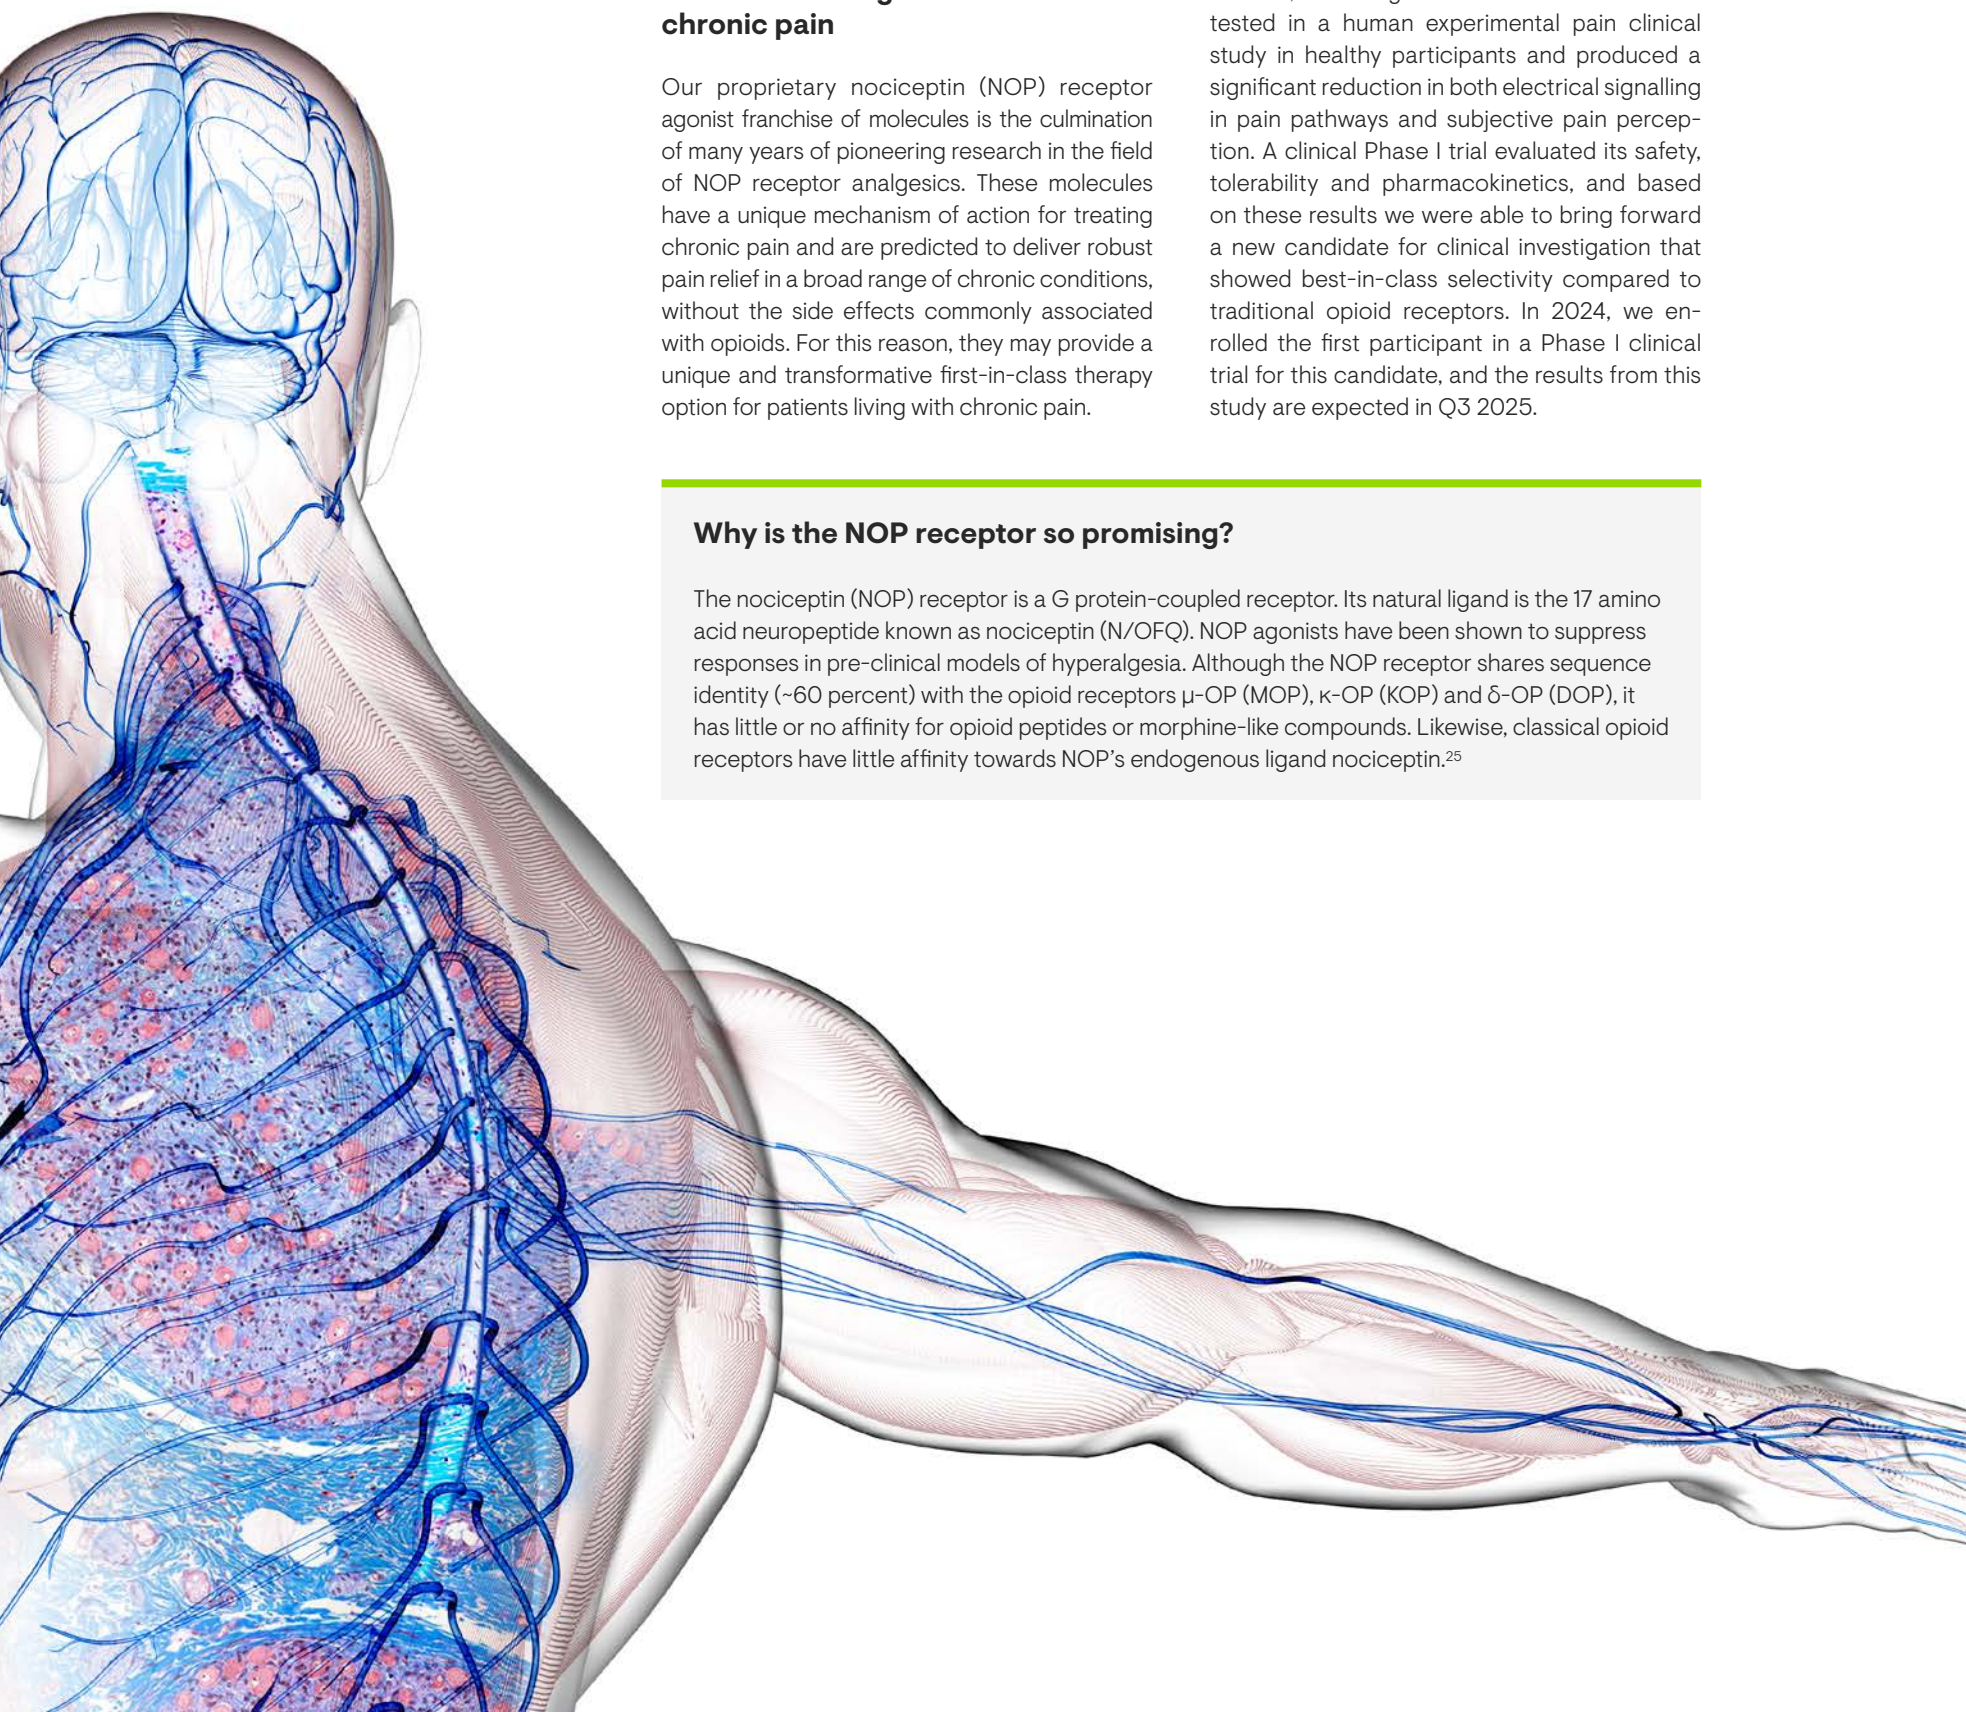 chronic pain
Our proprietary nociceptin (NOP) receptor
agonist franchise of molecules is the culmination
of many years of pioneering research in the field
of NOP receptor analgesics. These molecules
have a unique mechanism of action for treating
chronic pain and are predicted to deliver robust
pain relief in a broad range of chronic conditions,
without the side effects commonly associated
with opioids. For this reason, they may provide a
unique and transformative first-in-class therapy
option for patients living with chronic pain.
tested in a human experimental pain clinical
study in healthy participants and produced a
significant reduction in both electrical signalling
in pain pathways and subjective pain percep-
tion. A clinical Phase I trial evaluated its safety,
tolerability and pharmacokinetics, and based
on these results we were able to bring forward
a new candidate for clinical investigation that
showed best-in-class selectivity compared to
traditional opioid receptors. In 2024, we en-
rolled the first participant in a Phase I clinical
trial for this candidate, and the results from this
study are expected in Q3 2025.
Why is the NOP receptor so promising?
The nociceptin (NOP) receptor is a G protein-coupled receptor. Its natural ligand is the 17 amino
acid neuropeptide known as nociceptin (N/OFQ). NOP agonists have been shown to suppress
responses in pre-clinical models of hyperalgesia. Although the NOP receptor shares sequence
identity (~60 percent) with the opioid receptors μ-OP (MOP), κ-OP (KOP) and δ-OP (DOP), it
has little or no affinity for opioid peptides or morphine-like compounds. Likewise, classical opioid
receptors have little affinity towards NOP’s endogenous ligand nociceptin.²⁵